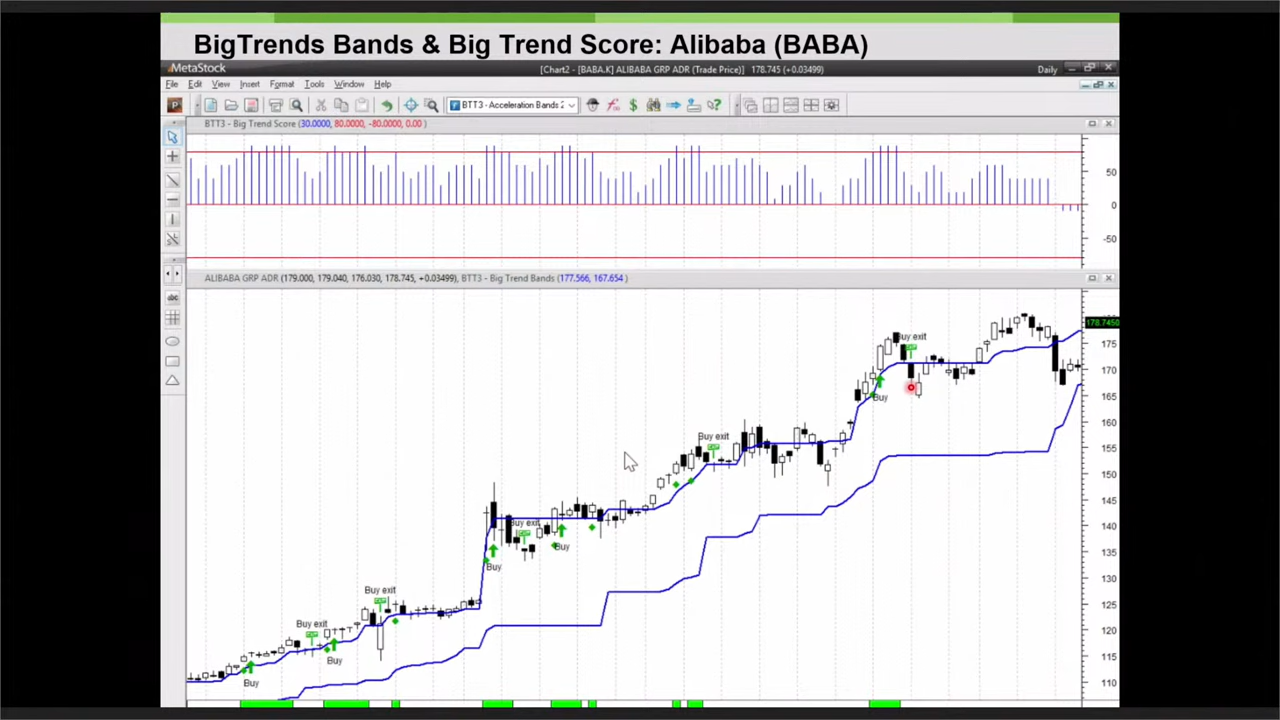 BigTrends Bands & Big Trend Score: Alibaba (BABA)
MetaStock
[Chart2 - [BABA.K] ALIBABA GRP ADR (Trade Price)] 178.745 (+0.03499)
Daily
File Edit View Insert Format Tools Window Help
P
BTT3 - Acceleration Bands 2
BTT3 - Big Trend Score (30.0000, 80.0000, -80.0000, 0.00 )
50
0
-50
ALIBABA GRP ADR (179.000, 179.040, 176.030, 178.745, +0.03499), BTT3 - Big Trend Bands (177.566, 167.654 )
abc
178.7450
175
170
165
160
155
150
145
140
135
130
125
120
115
110
Buy exit
Buy
Buy exit
Buy exit
Buy
Buy
Buy exit
Buy exit
Buy
Buy